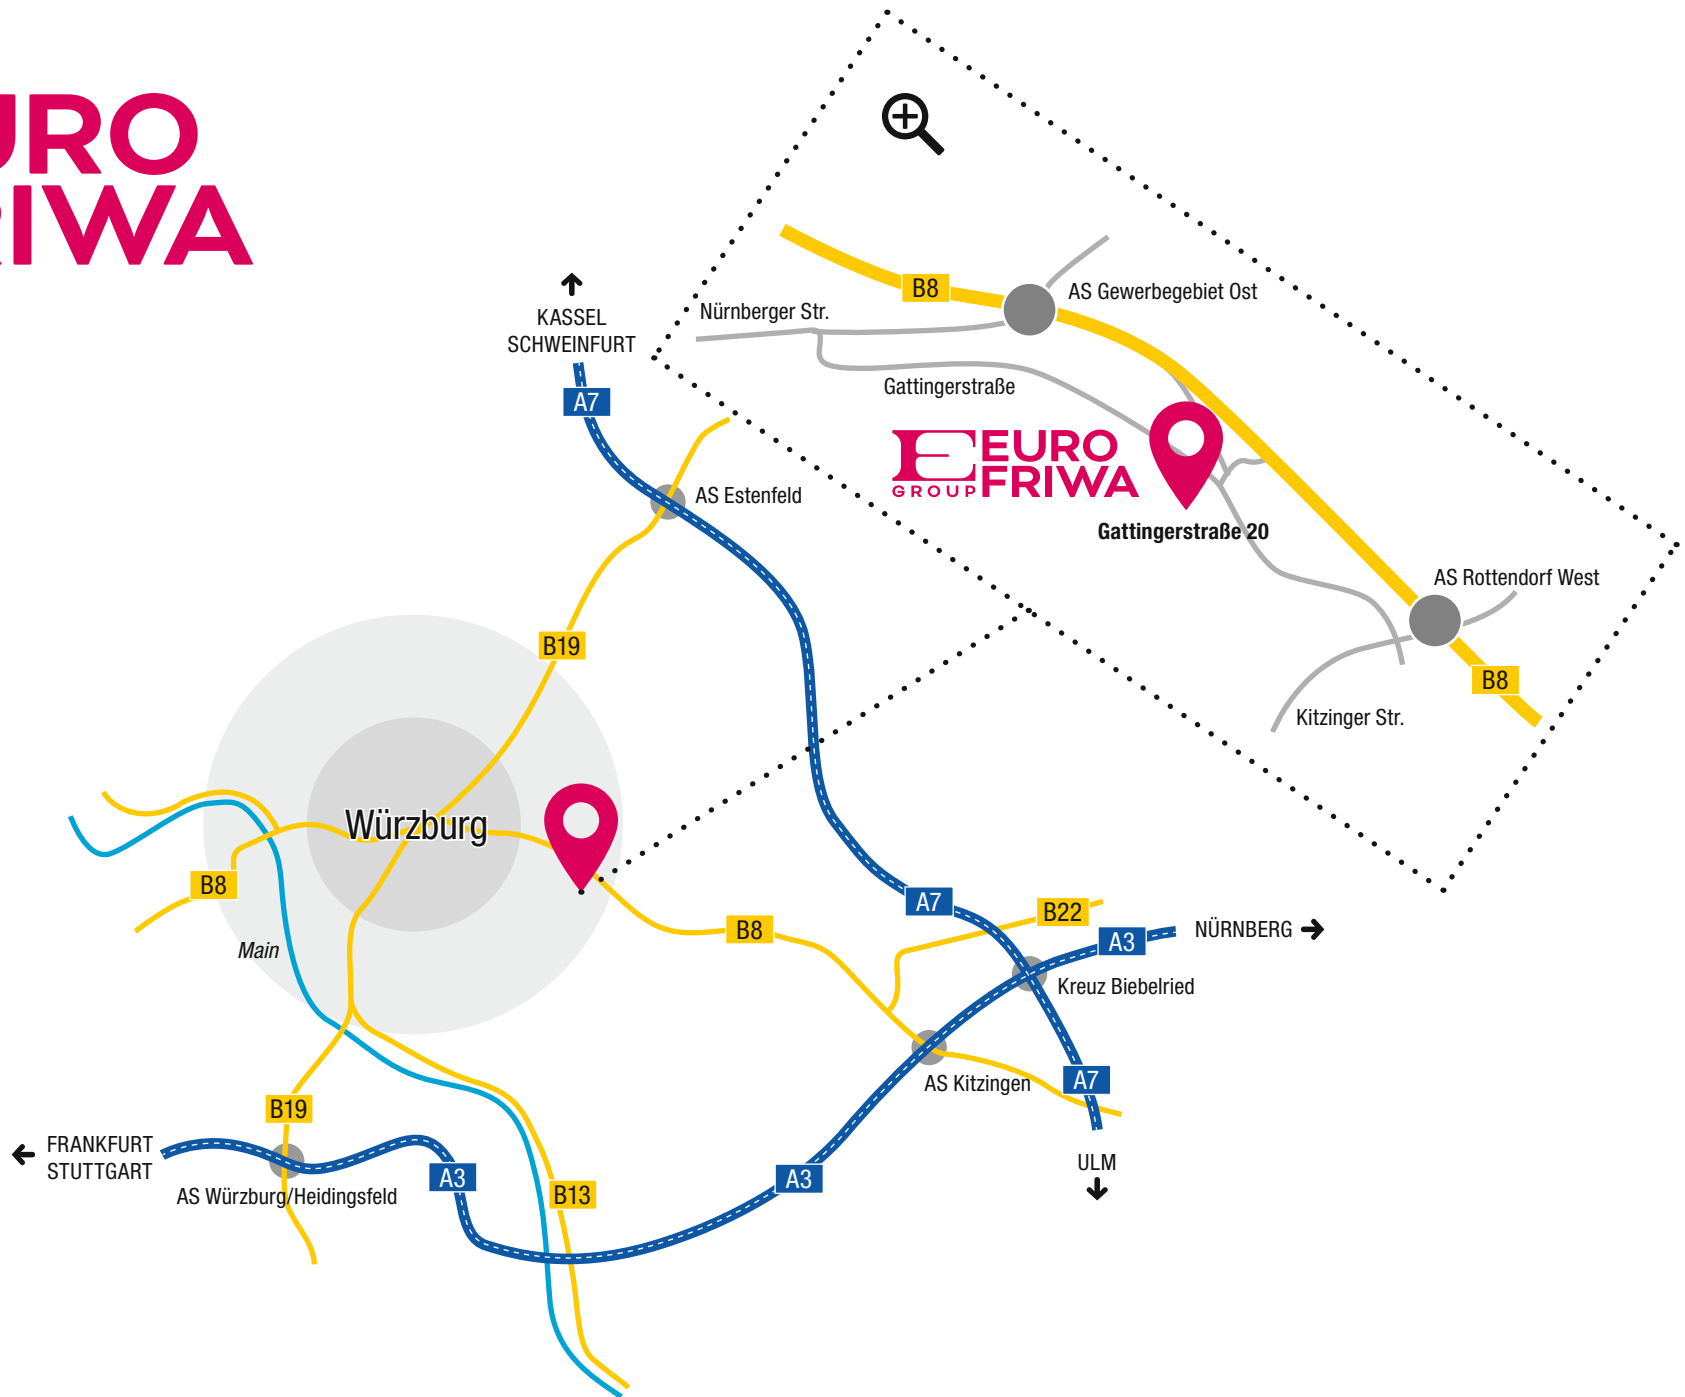 URO
RIWA
B8
AS Gewerbegebiet Ost
Nürnberger Str.
KASSEL
SCHWEINFURT
Gattingerstraße
A7
E EURO
GROUP FRIWA
AS Estenfeld
Gattingerstraße 20
AS Rottendorf West
B19
B8
Kitzinger Str.
Würzburg
B8
A7
B22
B8
A3
NÜRNBERG
Main
Kreuz Biebelried
A7
AS Kitzingen
B19
FRANKFURT
STUTTGART
A3
A3
ULM
AS Würzburg/Heidingsfeld
B13